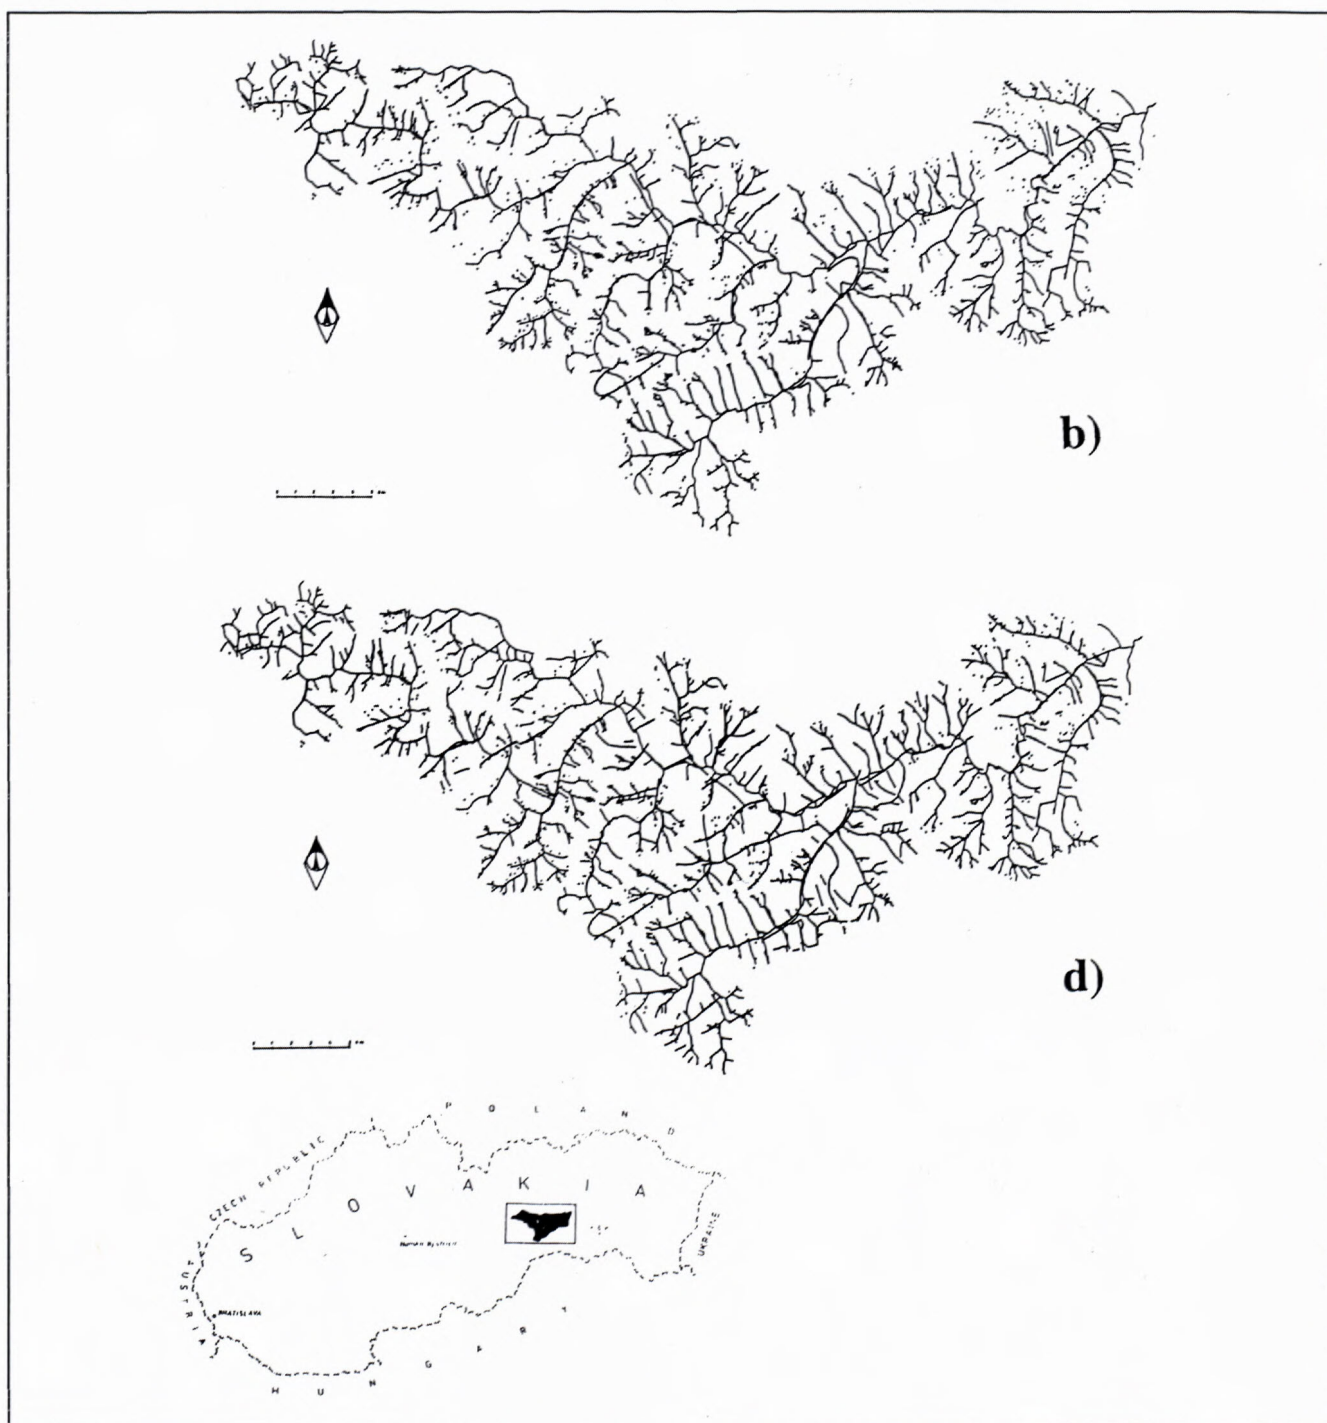 b)
d)
POLAND
CZECH REPUBLIC
SLOVAKIA
UKRAINE
AUSTRIA
BRATISLAVA
HUNGARY